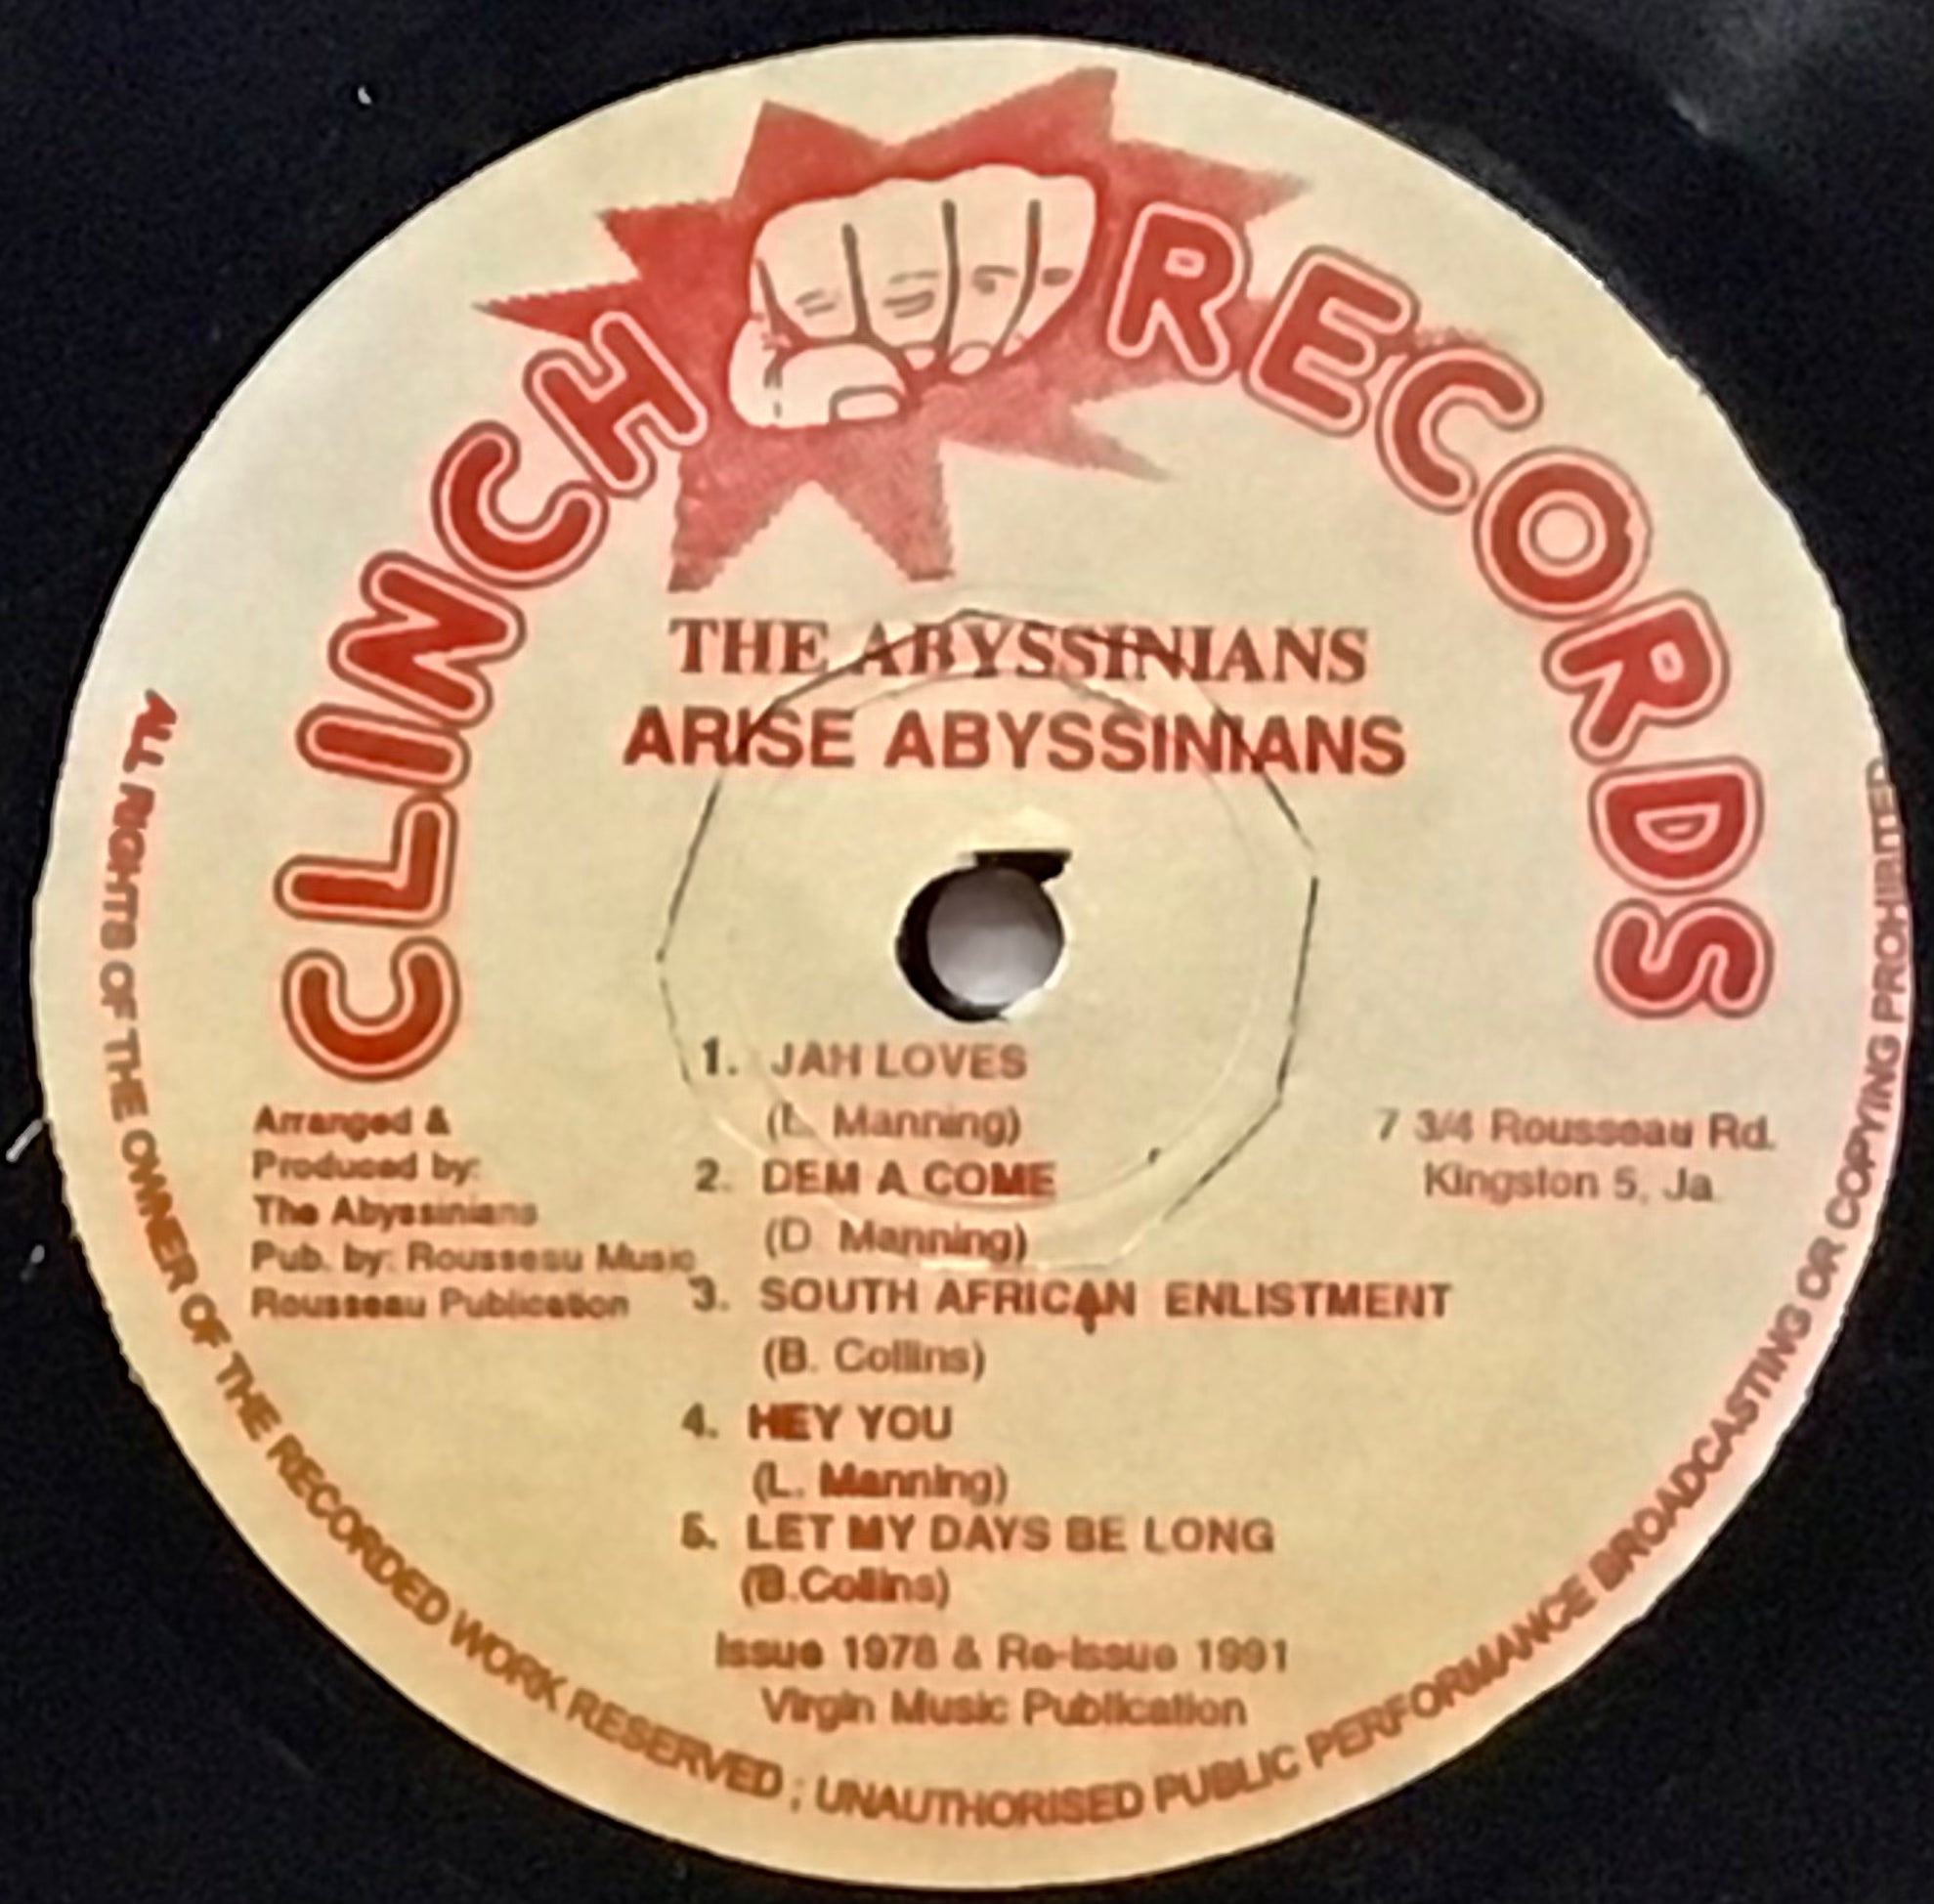 CLINCH RECORDS
THE ABYSSINIANS
ARISE ABYSSINIANS
1. JAH LOVES
(L. Manning)
2. DEM A COME
(D Manning)
3. SOUTH AFRICAN ENLISTMENT
(B. Collins)
4. HEY YOU
(L. Manning)
5. LET MY DAYS BE LONG
(B.Collins)
Issue 1978 & Re-Issue 1991
Virgin Music Publication
Arranged &
Produced by:
The Abyssinians
Pub. by: Rousseau Music
Rousseau Publication
7 3/4 Rousseau Rd.
Kingston 5, Ja
ALL RIGHTS OF THE OWNER OF THE RECORDED WORK RESERVED ; UNAUTHORISED PUBLIC PERFORMANCE BROADCASTING OR COPYING PROHIBITED